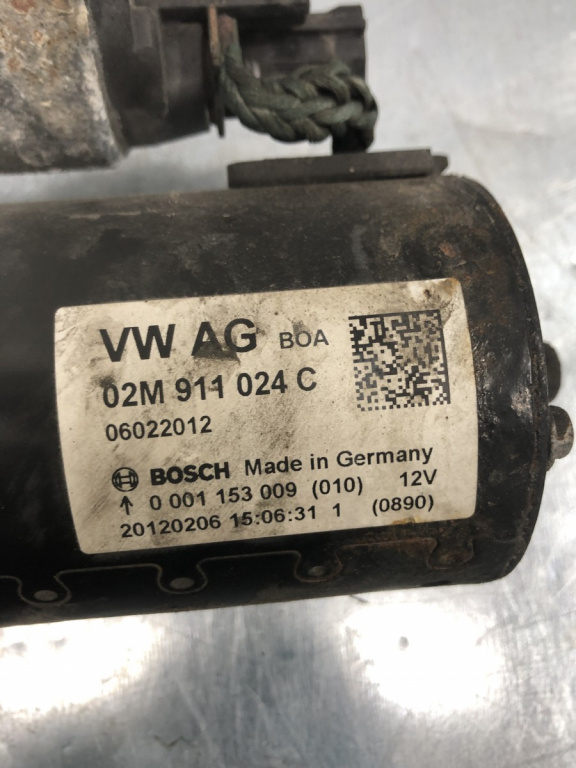 VW AG BOA
02M 911 024 C
06022012
BOSCH Made in Germany
↑ 0 001 153 009 (010) 12V
20120206 15:06:31 1 (0890)